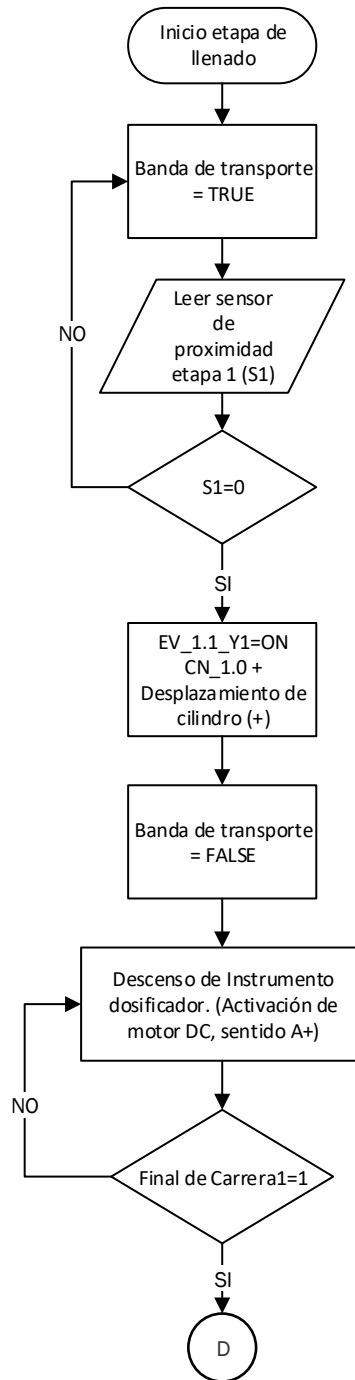 Inicio etapa de
llenado
Banda de transporte
= TRUE
Leer sensor
de
proximidad
etapa 1 (S1)
NO
S1=0
SI
EV_1.1_Y1=ON
CN_1.0 +
Desplazamiento de
cilindro (+)
Banda de transporte
= FALSE
Descenso de Instrumento
dosificador. (Activación de
motor DC, sentido A+)
NO
Final de Carrera1=1
SI
D